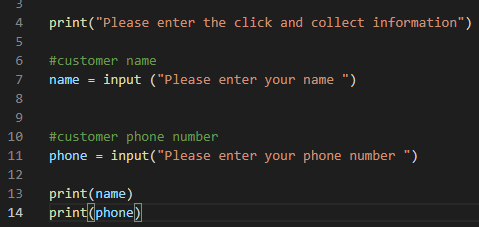 3
4 print("Please enter the click and collect information")
5
6 #customer name
7 name = input ("Please enter your name ")
8
9
10 #customer phone number
11 phone = input("Please enter your phone number ")
12
13 print(name)
14 print(phone)